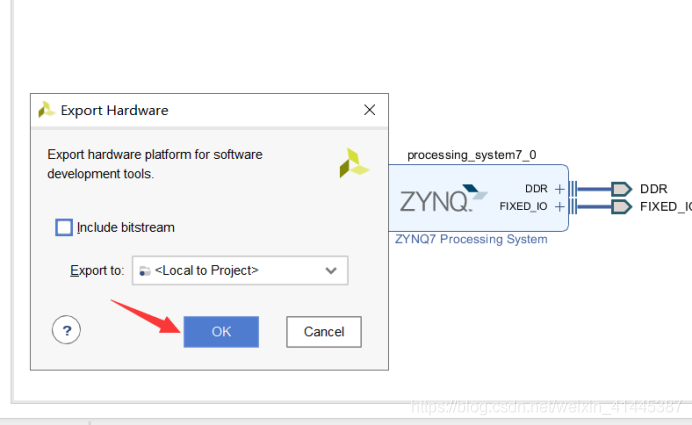 Export Hardware
Export hardware platform for software
development tools.
Include bitstream
Export to: <Local to Project>
?
OK
Cancel
processing_system7_0
ZYNQ
DDR
FIXED_IO
ZYNQ7 Processing System
DDR
FIXED_IO
https://blog.csdn.net/weixin_41445387